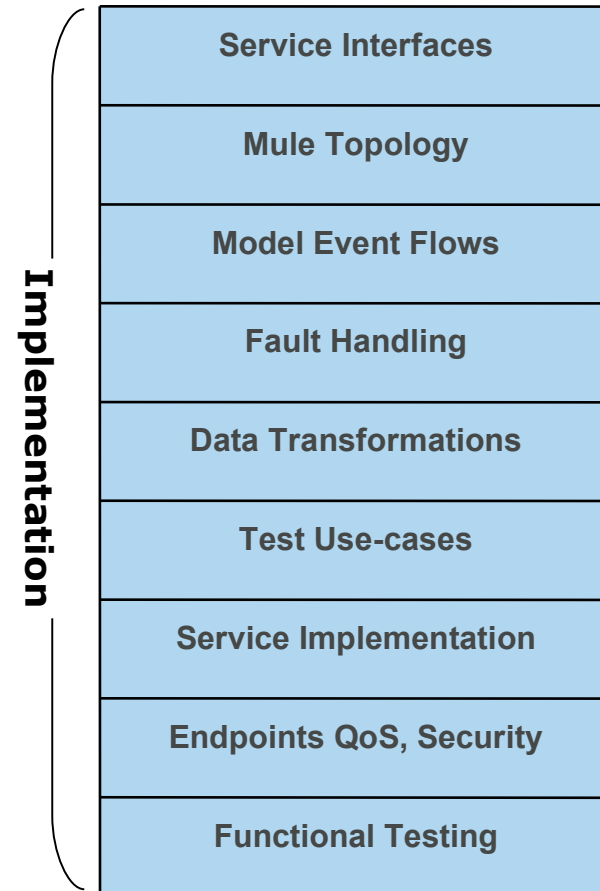 Implementation
Service Interfaces
Mule Topology
Model Event Flows
Fault Handling
Data Transformations
Test Use-cases
Service Implementation
Endpoints QoS, Security
Functional Testing